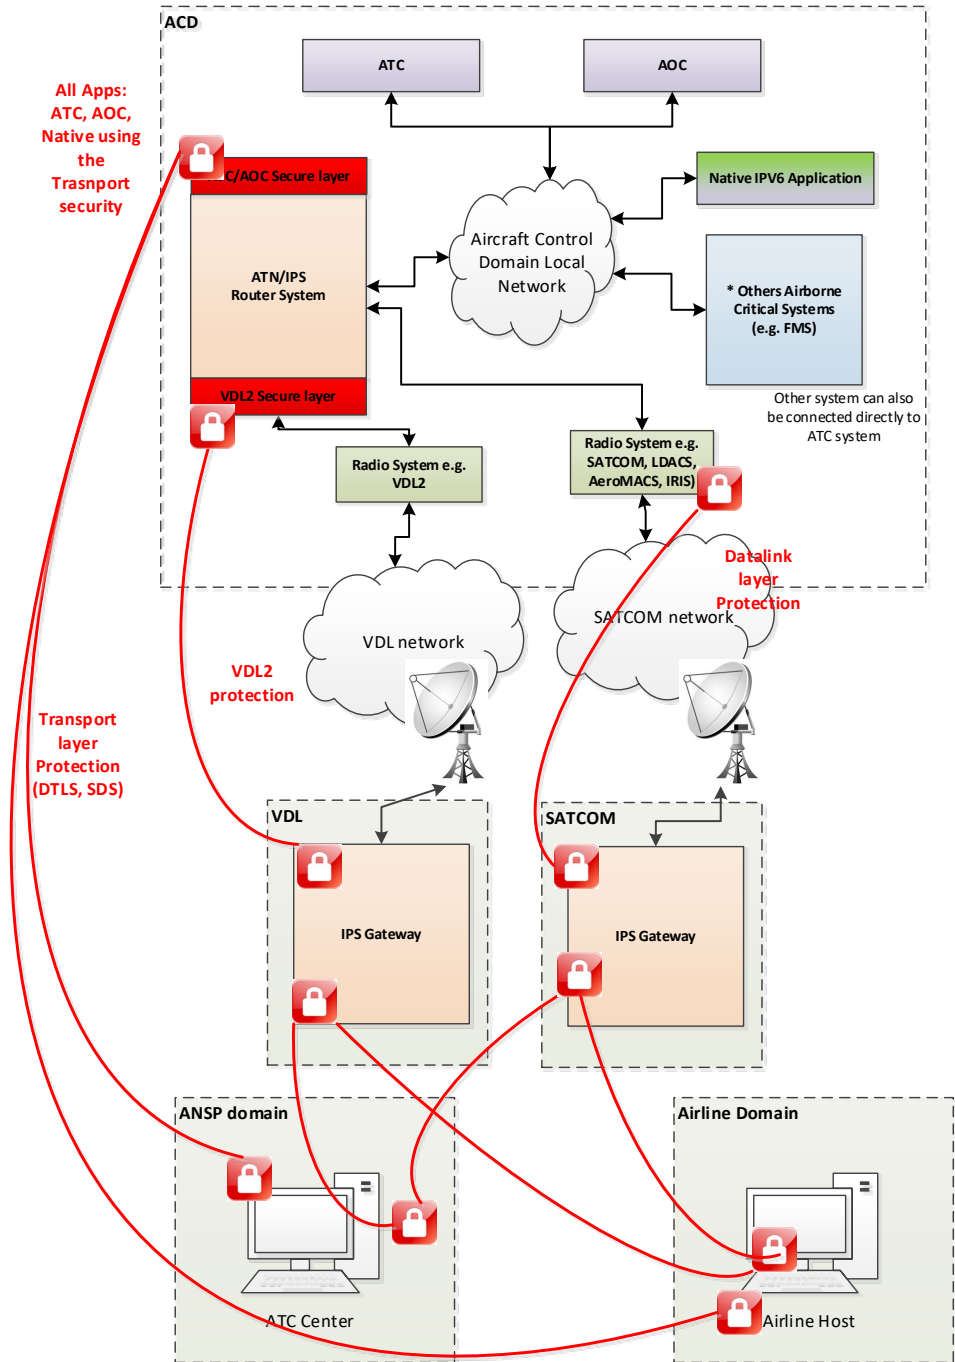 ACD
ATC
AOC
All Apps:
ATC, AOC,
Native using
the
Trasnport
security
C/AOC Secure layer
Native IPV6 Application
Aircraft Control
Domain Local
Network
ATN/IPS
Router System
* Others Airborne
Critical Systems
(e.g. FMS)
VDL2 Secure layer
Other system can also
be connected directly to
ATC system
Radio System e.g.
VDL2
Radio System e.g.
SATCOM, LDACS,
AeroMACS, IRIS)
Datalink
layer
Protection
VDL network
SATCOM network
VDL2
protection
Transport
layer
Protection
(DTLS, SDS)
VDL
SATCOM
IPS Gateway
IPS Gateway
ANSP domain
Airline Domain
ATC Center
Airline Host